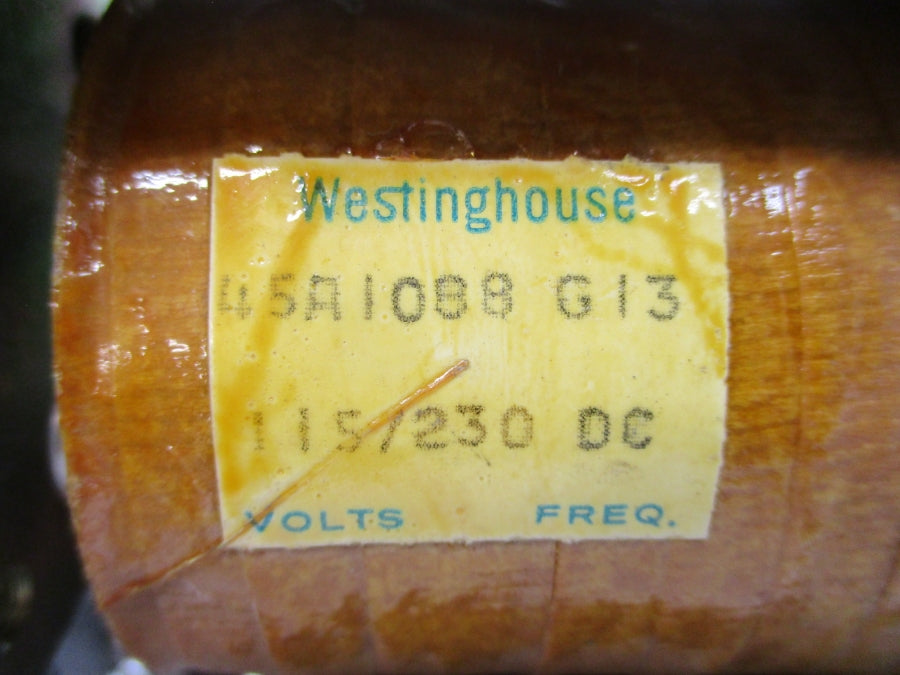 Westinghouse
45A1088 G13
115/230 DC
VOLTS FREQ.